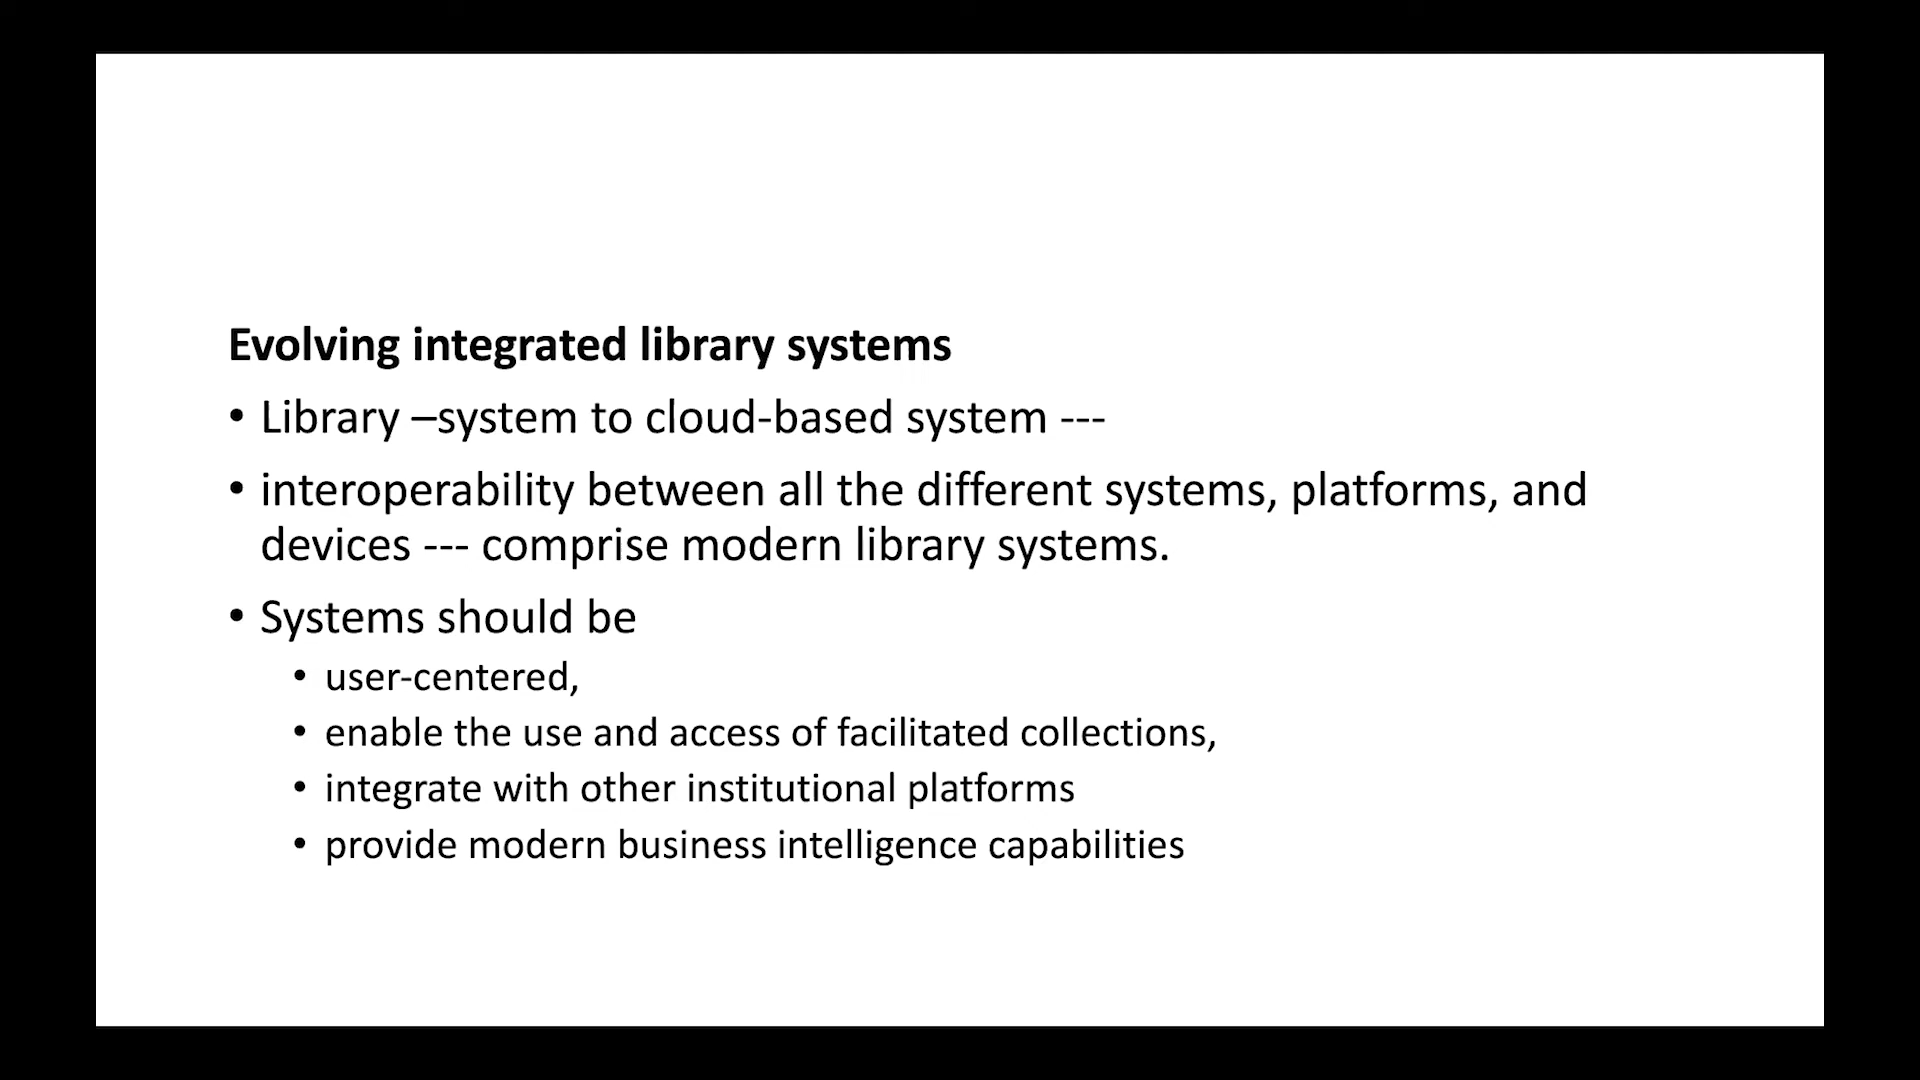 Evolving integrated library systems
• Library –system to cloud-based system ---
• interoperability between all the different systems, platforms, and
devices --- comprise modern library systems.
• Systems should be
• user-centered,
• enable the use and access of facilitated collections,
• integrate with other institutional platforms
• provide modern business intelligence capabilities